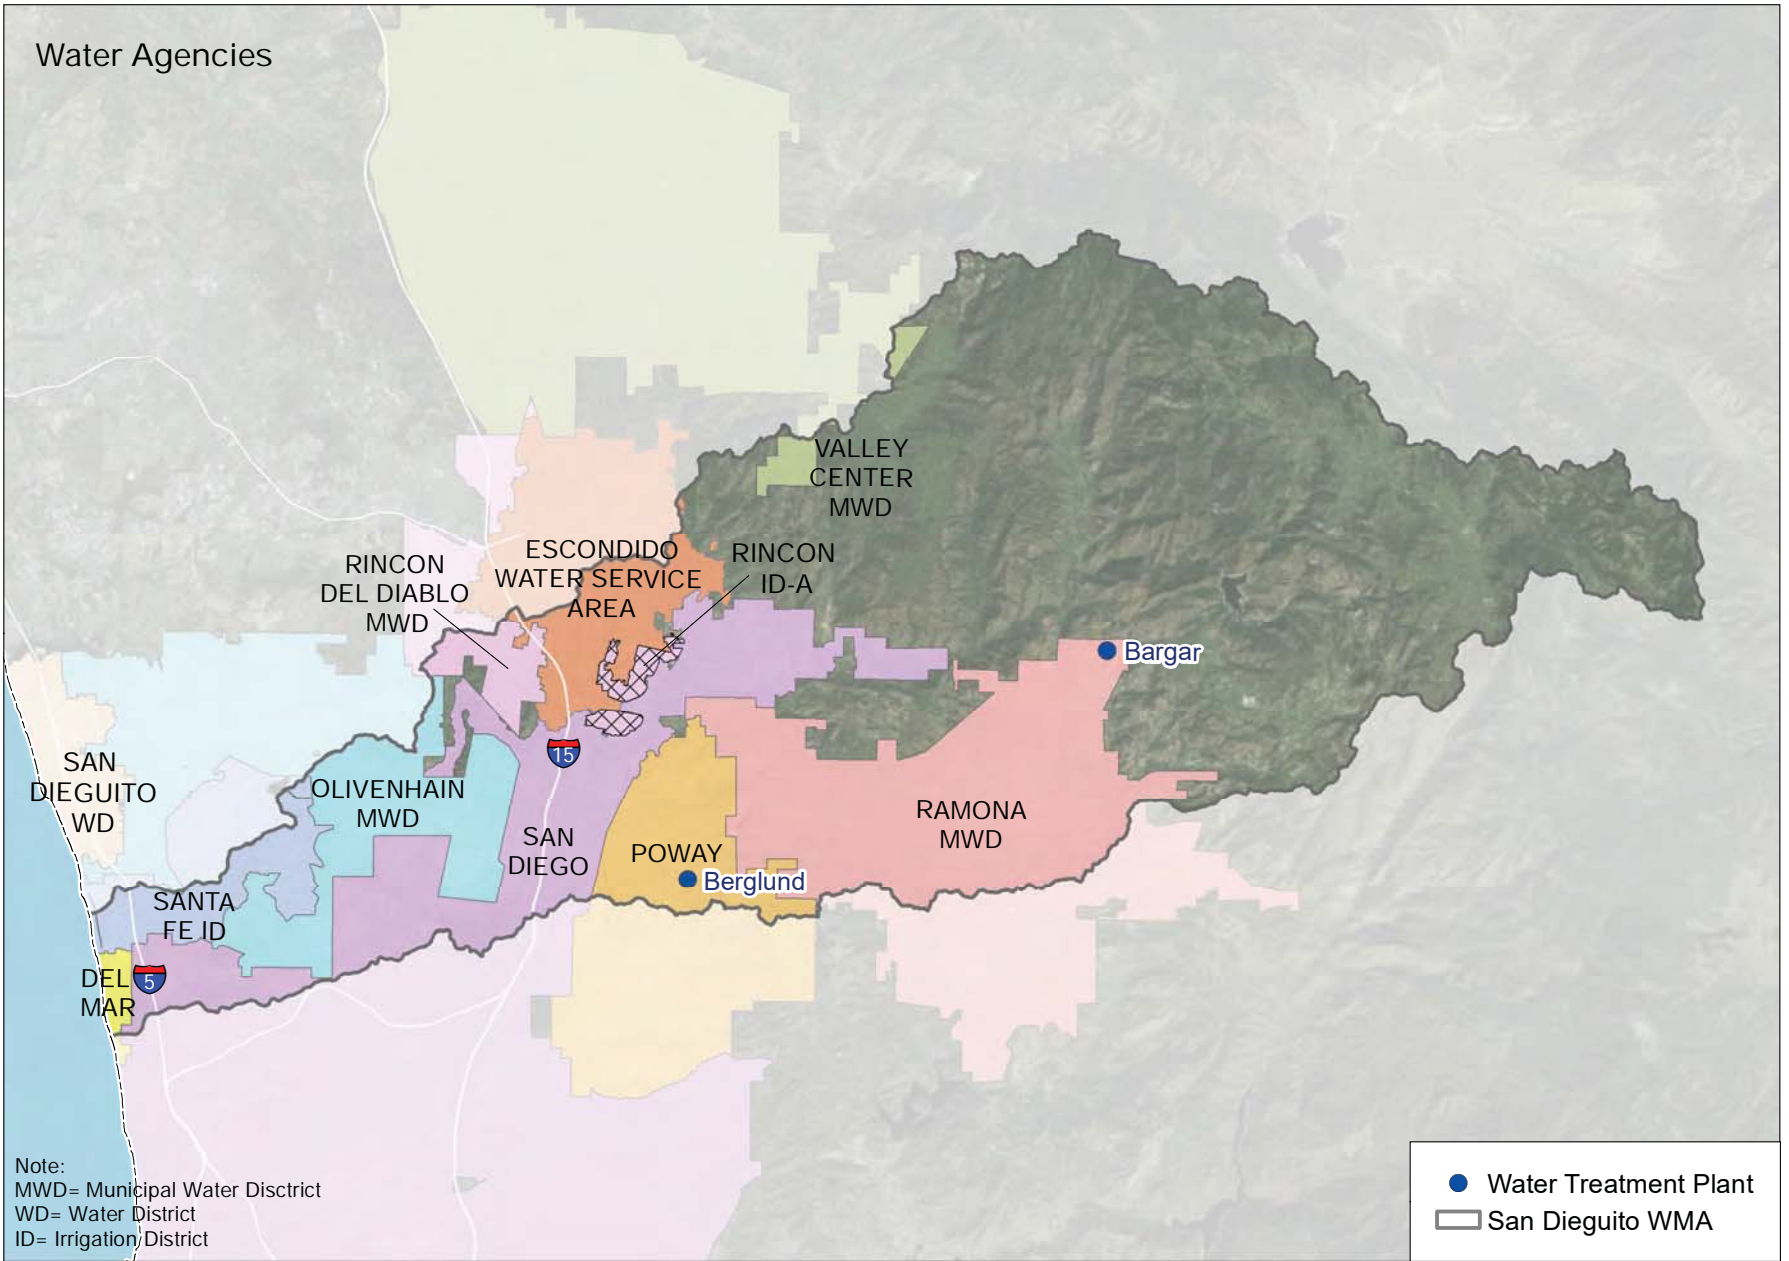 Water Agencies
VALLEY
CENTER
MWD
ESCONDIDO
WATER SERVICE
AREA
RINCON
ID-A
RINCON
DEL DIABLO
MWD
Bargar
15
SAN
DIEGUITO
WD
OLIVENHAIN
MWD
SAN
DIEGO
POWAY
Berglund
RAMONA
MWD
SANTA
FE ID
DEL
MAR
5
Note:
MWD= Municipal Water Disctrict
WD= Water District
ID= Irrigation District
Water Treatment Plant
San Dieguito WMA